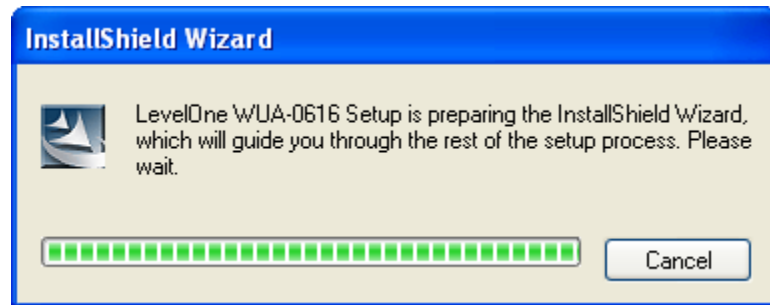 InstallShield Wizard
LevelOne WUA-0616 Setup is preparing the InstallShield Wizard,
which will guide you through the rest of the setup process. Please
wait.
Cancel